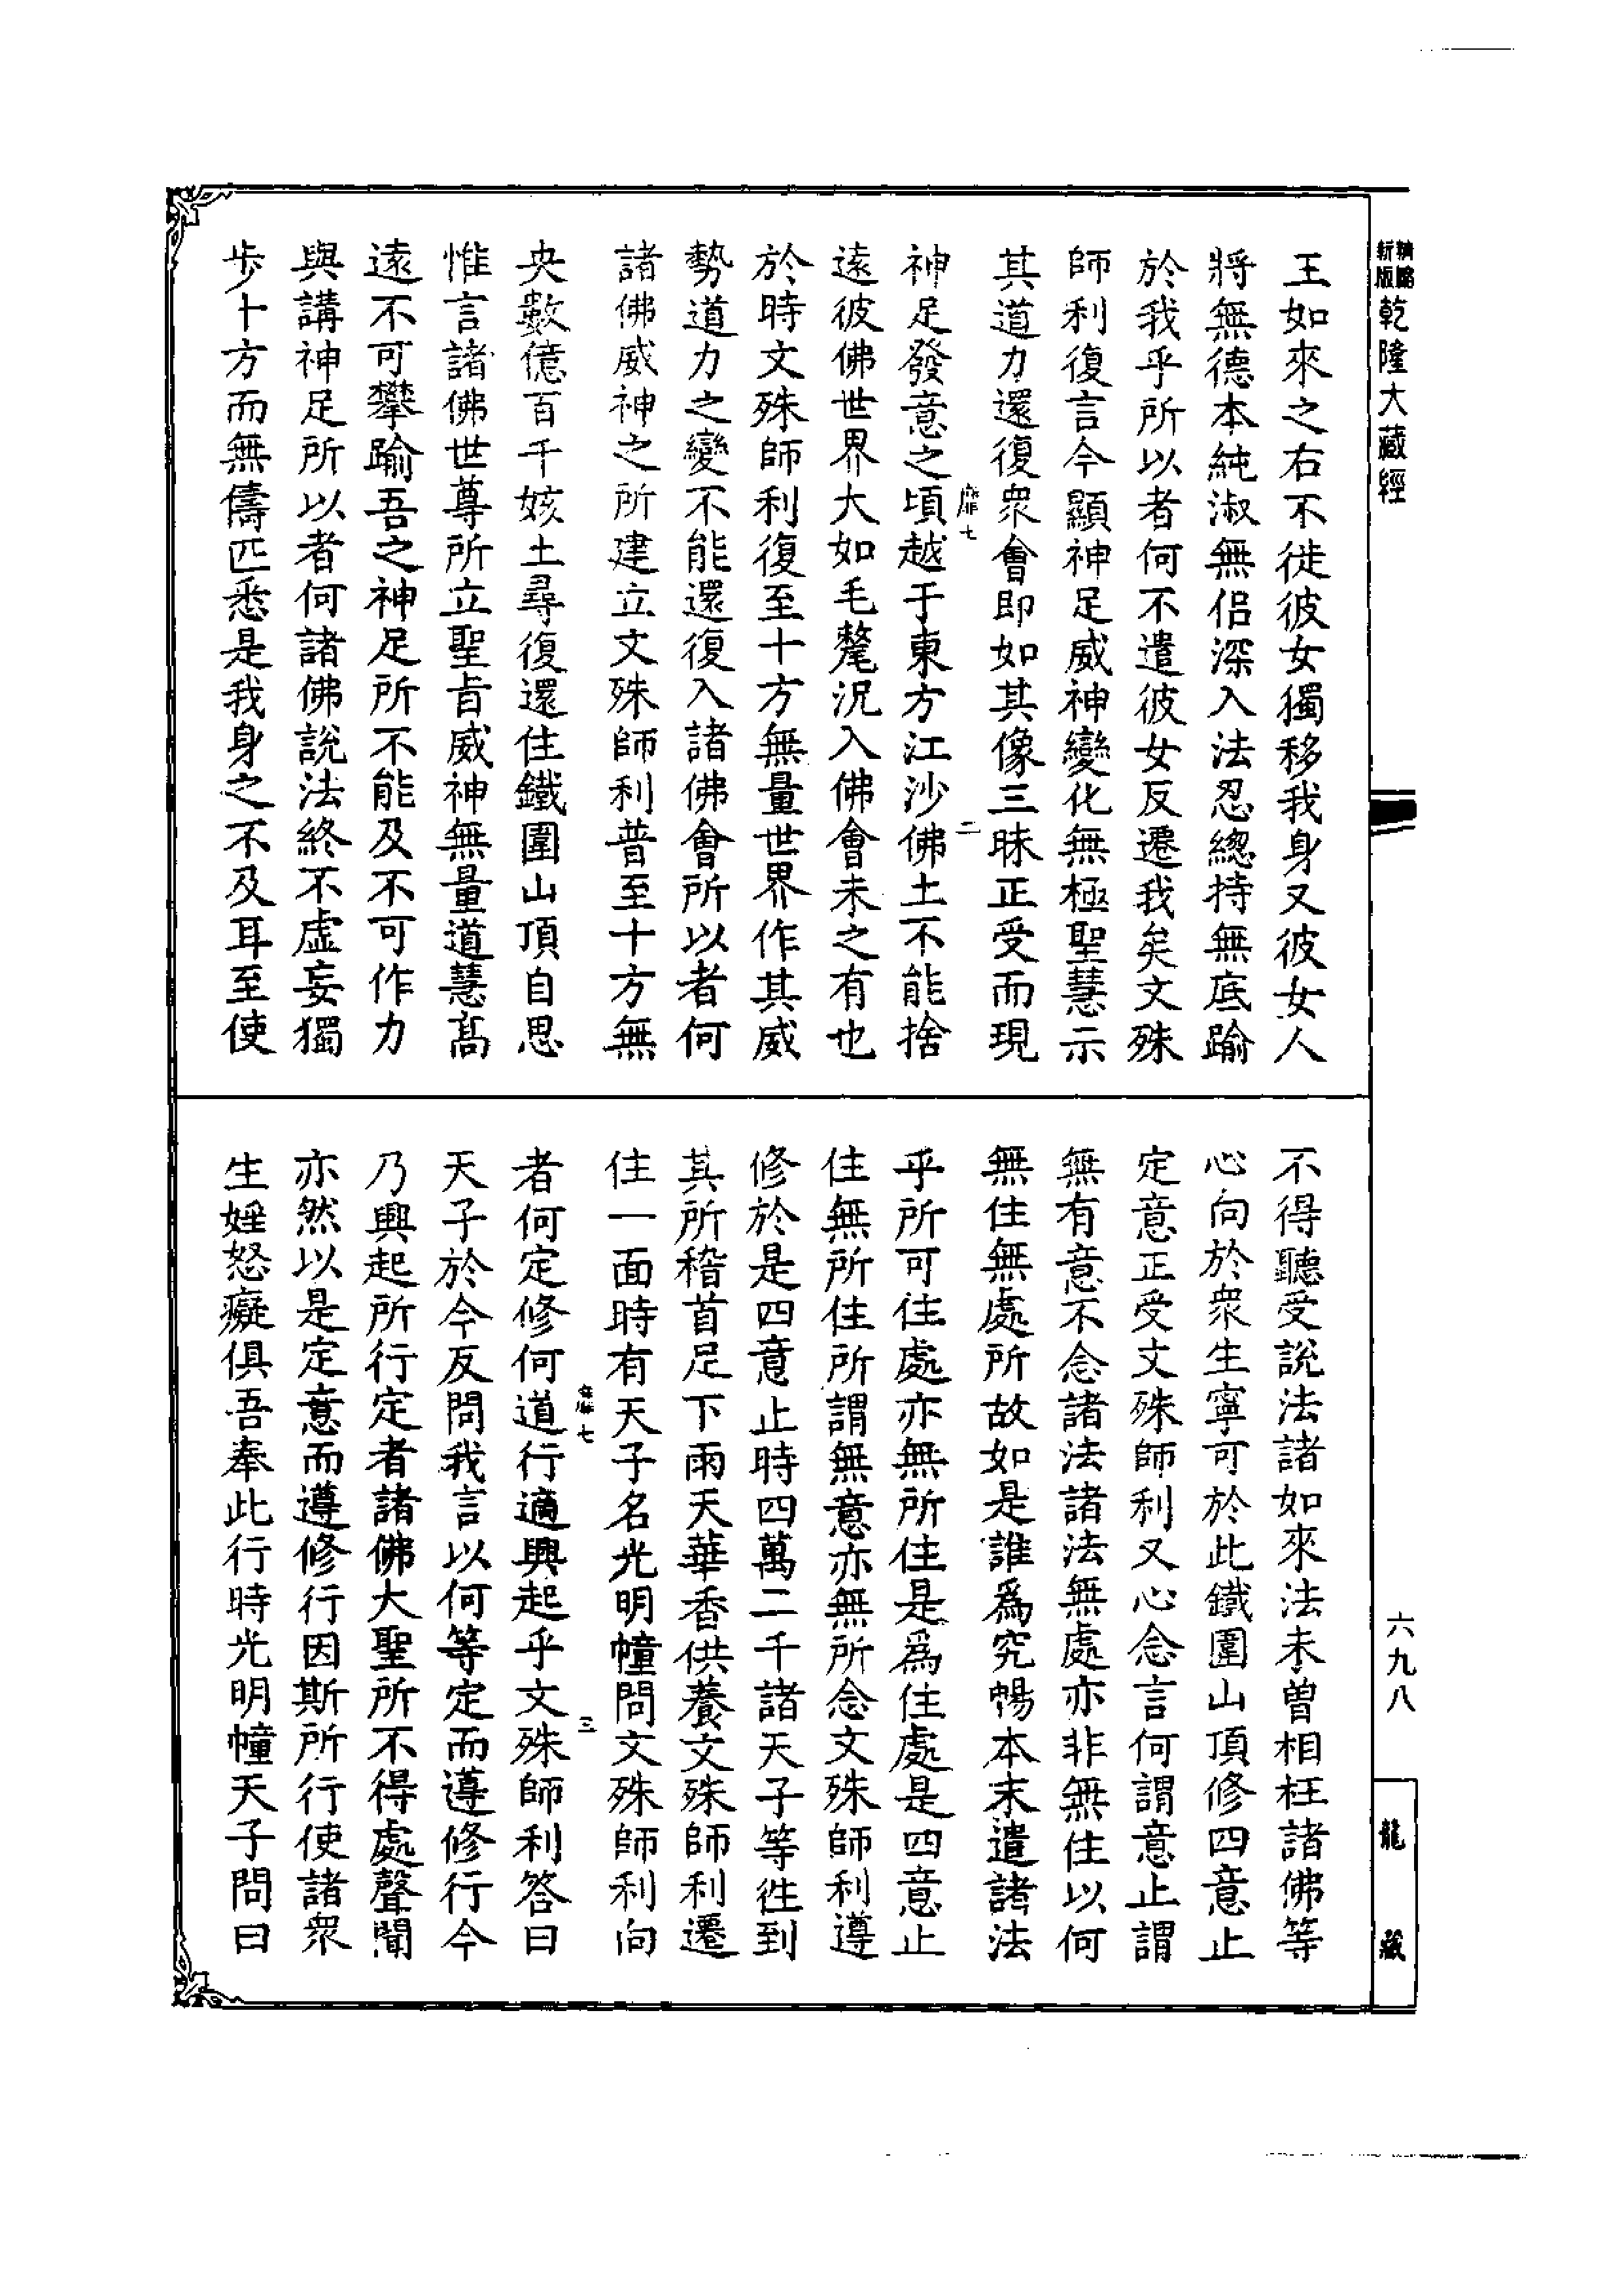 新版
精縮
乾隆大藏經
王如來之右不徙彼女獨移我身又彼女人
將無德本純淑無侶深入法忍總持無底踰
於我乎所以者何不遣彼女反遷我矣文殊
師利復言今顯神足威神變化無極聖慧示
其道力還復衆會即如其像三昧正受而現
靡七
二
神足發意之頃越于東方江沙佛土不能捨
遠彼佛世界大如毛氂況入佛會未之有也
於時文殊師利復至十方無量世界作其威
勢道力之變不能還復入諸佛會所以者何
諸佛威神之所建立文殊師利普至十方無
央數億百千姟土尋復還住鐵圍山頂自思
惟言諸佛世尊所立聖旨威神無量道慧高
遠不可攀踰吾之神足所不能及不可作力
與講神足所以者何諸佛說法終不虛妄獨
步十方而無儔匹悉是我身之不及耳至使
不得聽受說法諸如來法未曾相枉諸佛等
心向於衆生寧可於此鐵圍山頂修四意止
定意正受文殊師利又心念言何謂意止謂
無有意不念諸法諸法無處亦非無住以何
無住無處所故如是誰爲究暢本末遣諸法
乎所可住處亦無所住是爲住處是四意止
住無所住所謂無意亦無所念文殊師利遵
修於是四意止時四萬二千諸天子等往到
其所稽首足下雨天華香供養文殊師利遷
住一面時有天子名光明幢問文殊師利向
靡七
三
者何定修何道行適興起乎文殊師利答曰
天子於今反問我言以何等定而遵修行今
乃興起所行定者諸佛大聖所不得處聲聞
亦然以是定意而遵修行因斯所行使諸衆
生婬怒癡俱吾奉此行時光明幢天子問曰
六九八
龍藏